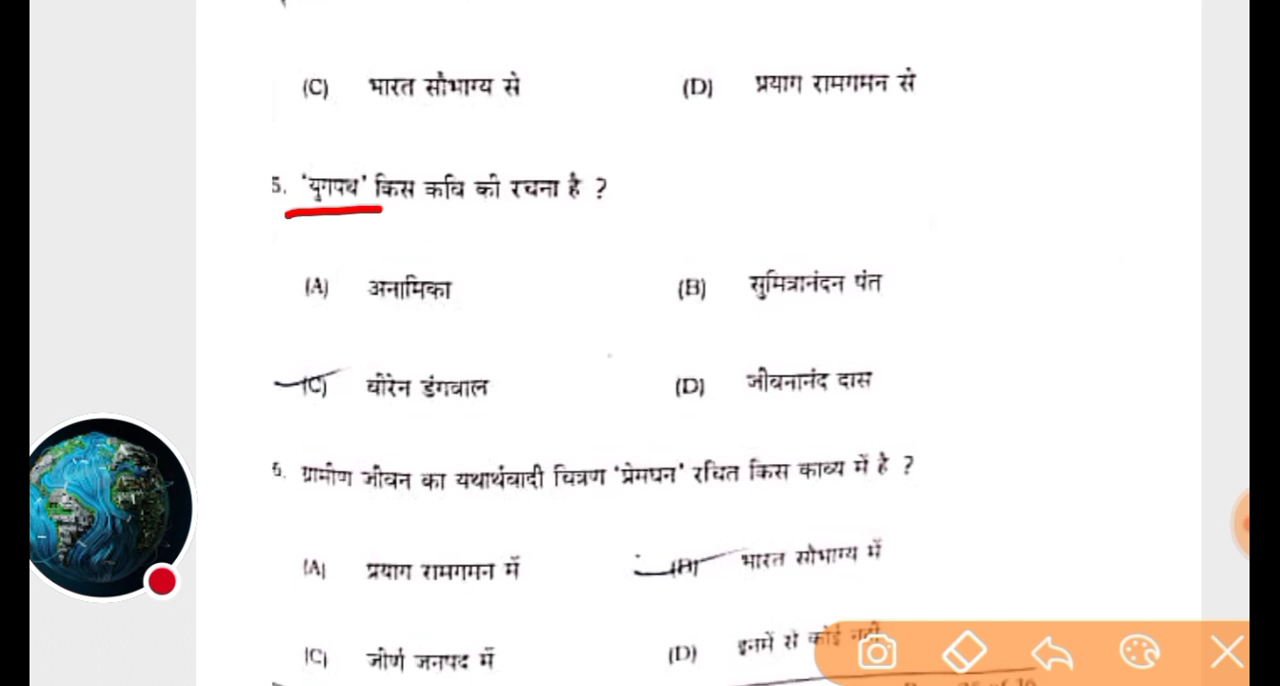 (C) भारत सौभाग्य से (D) प्रयाग रामगमन से
5. 'युगपथ' किस कवि की रचना है ?
(A) अनामिका (B) सुमित्रानंदन पंत
(C) वीरेन डंगवाल (D) जीवनानंद दास
6. ग्रामीण जीवन का यथार्थवादी चित्रण 'प्रेमघन' रचित किस काव्य में है ?
(A) प्रयाग रामगमन में (B) भारत सौभाग्य में
(C) जीर्ण जनपद में (D) इनमें से कोई नहीं